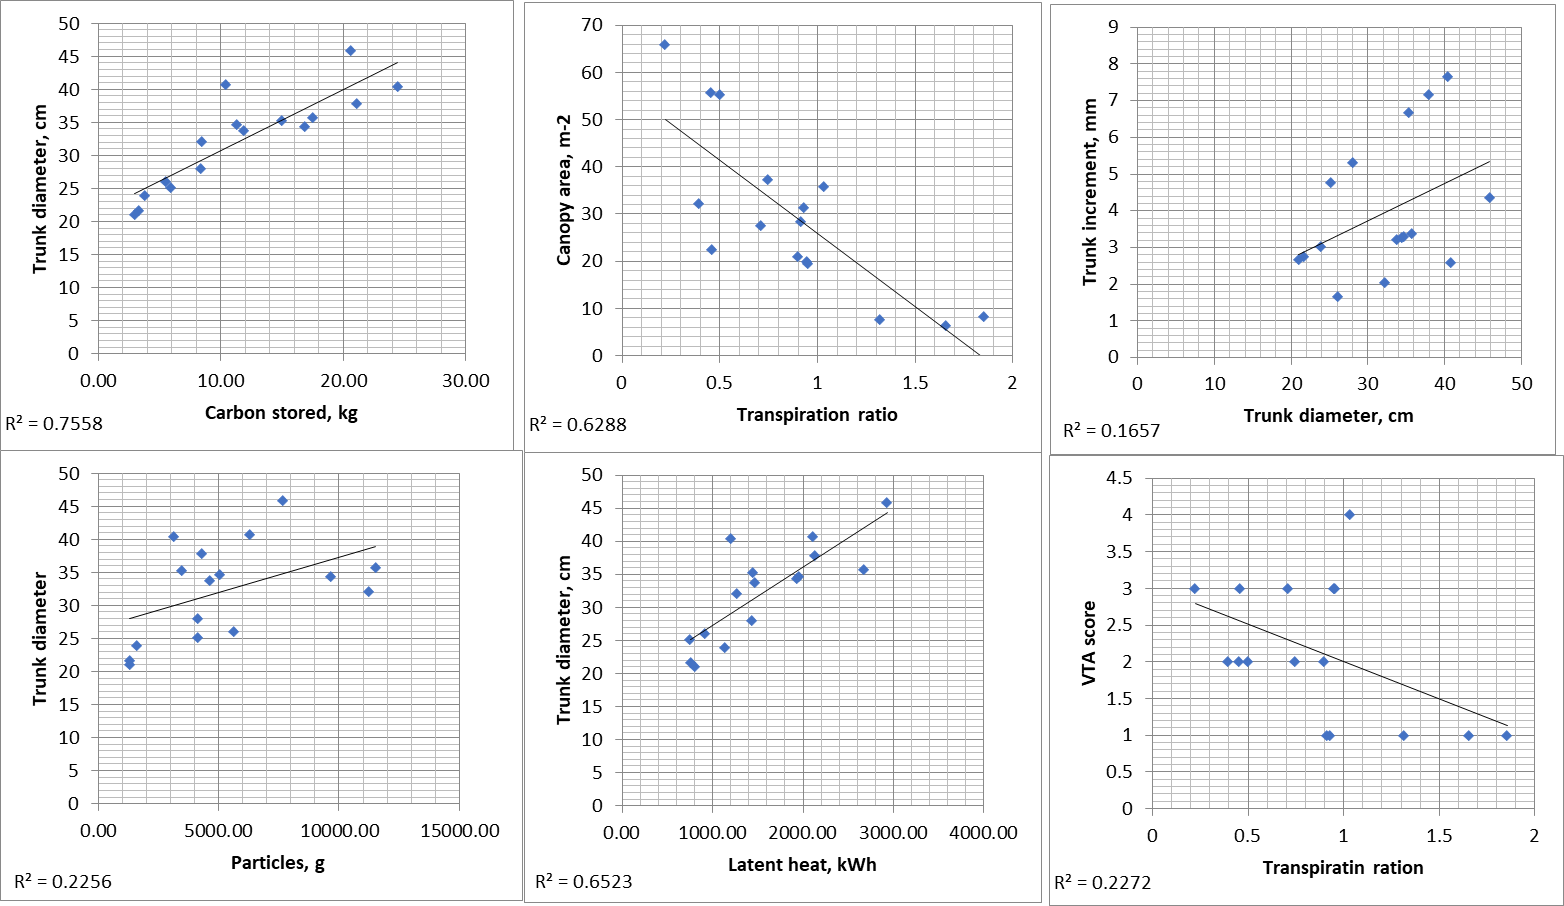 50
45
40
35
30
25
20
15
10
5
0
Trunk diameter, cm
0.00 10.00 20.00 30.00
Carbon stored, kg
R² = 0.7558
70
60
50
40
30
20
10
0
Canopy area, m-2
0 0.5 1 1.5 2
Transpiration ratio
R² = 0.6288
9
8
7
6
5
4
3
2
1
0
Trunk increment, mm
0 10 20 30 40 50
Trunk diameter, cm
R² = 0.1657
50
45
40
35
30
25
20
15
10
5
0
Trunk diameter
0.00 5000.00 10000.00 15000.00
Particles, g
R² = 0.2256
50
45
40
35
30
25
20
15
10
5
0
Trunk diameter, cm
0.00 1000.00 2000.00 3000.00 4000.00
Latent heat, kWh
R² = 0.6523
4.5
4
3.5
3
2.5
2
1.5
1
0.5
0
VTA score
0 0.5 1 1.5 2
Transpiratin ration
R² = 0.2272